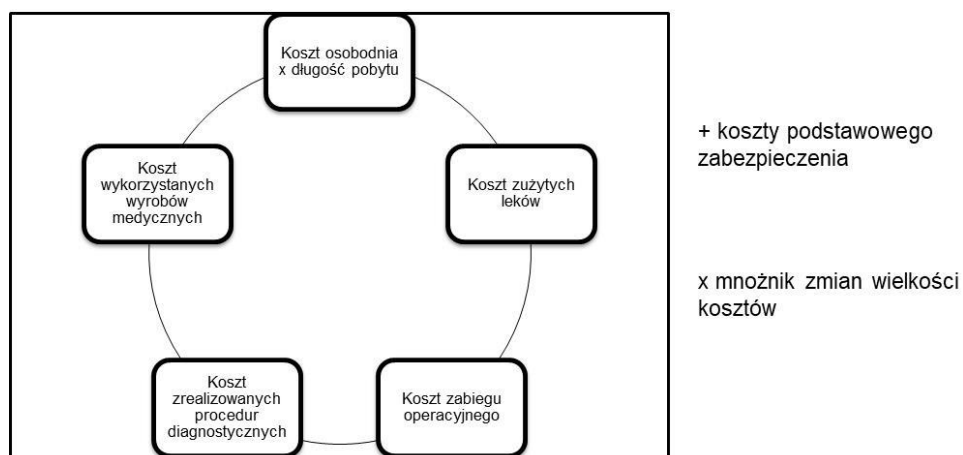 Koszt osobodnia
x długość pobytu
Koszt zużytych
leków
Koszt zabiegu
operacyjnego
Koszt
zrealizowanych
procedur
diagnostycznych
Koszt
wykorzystanych
wyrobów
medycznych
+ koszty podstawowego
zabezpieczenia
x mnożnik zmian wielkości
kosztów